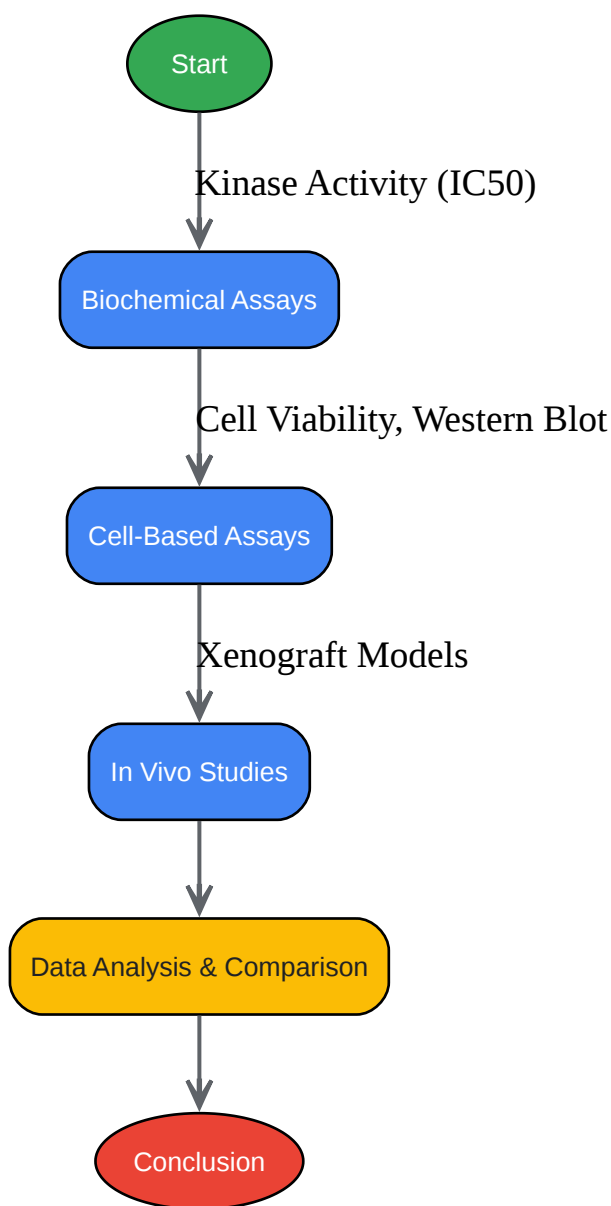 Start
Kinase Activity (IC50)
Biochemical Assays
Cell Viability, Western Blot
Cell-Based Assays
Xenograft Models
In Vivo Studies
Data Analysis & Comparison
Conclusion